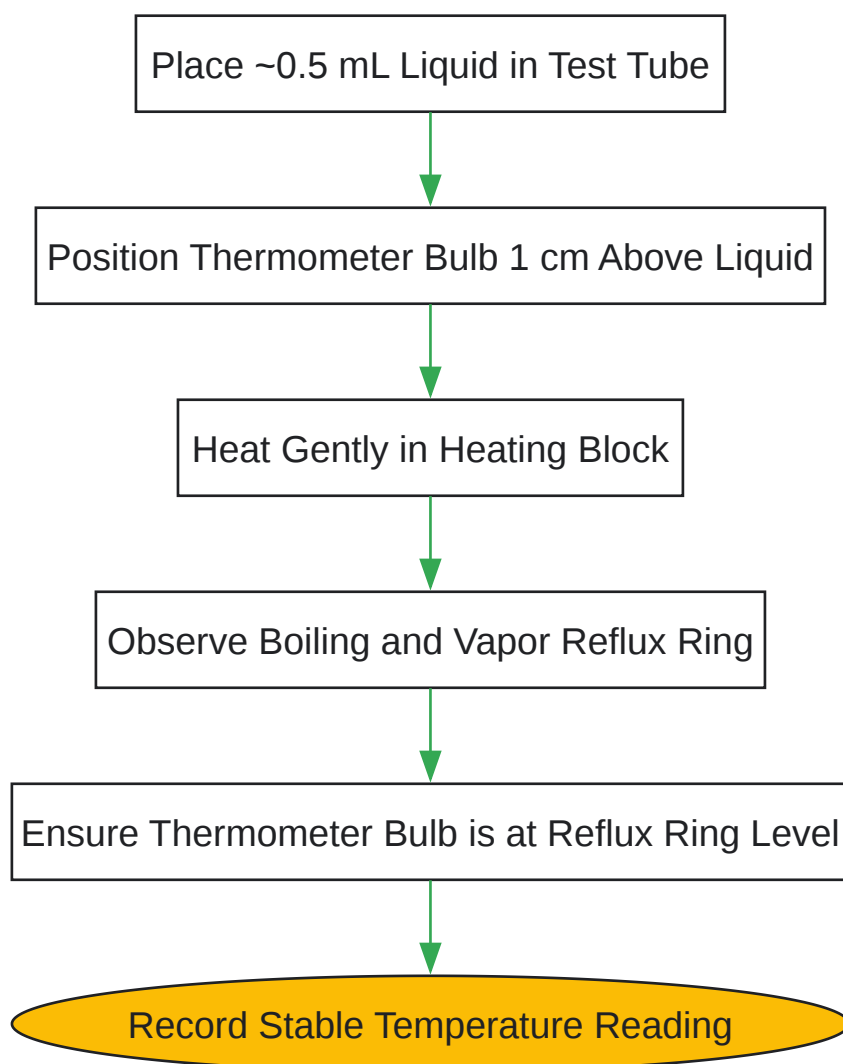 Place ~0.5 mL Liquid in Test Tube
Position Thermometer Bulb 1 cm Above Liquid
Heat Gently in Heating Block
Observe Boiling and Vapor Reflux Ring
Ensure Thermometer Bulb is at Reflux Ring Level
Record Stable Temperature Reading